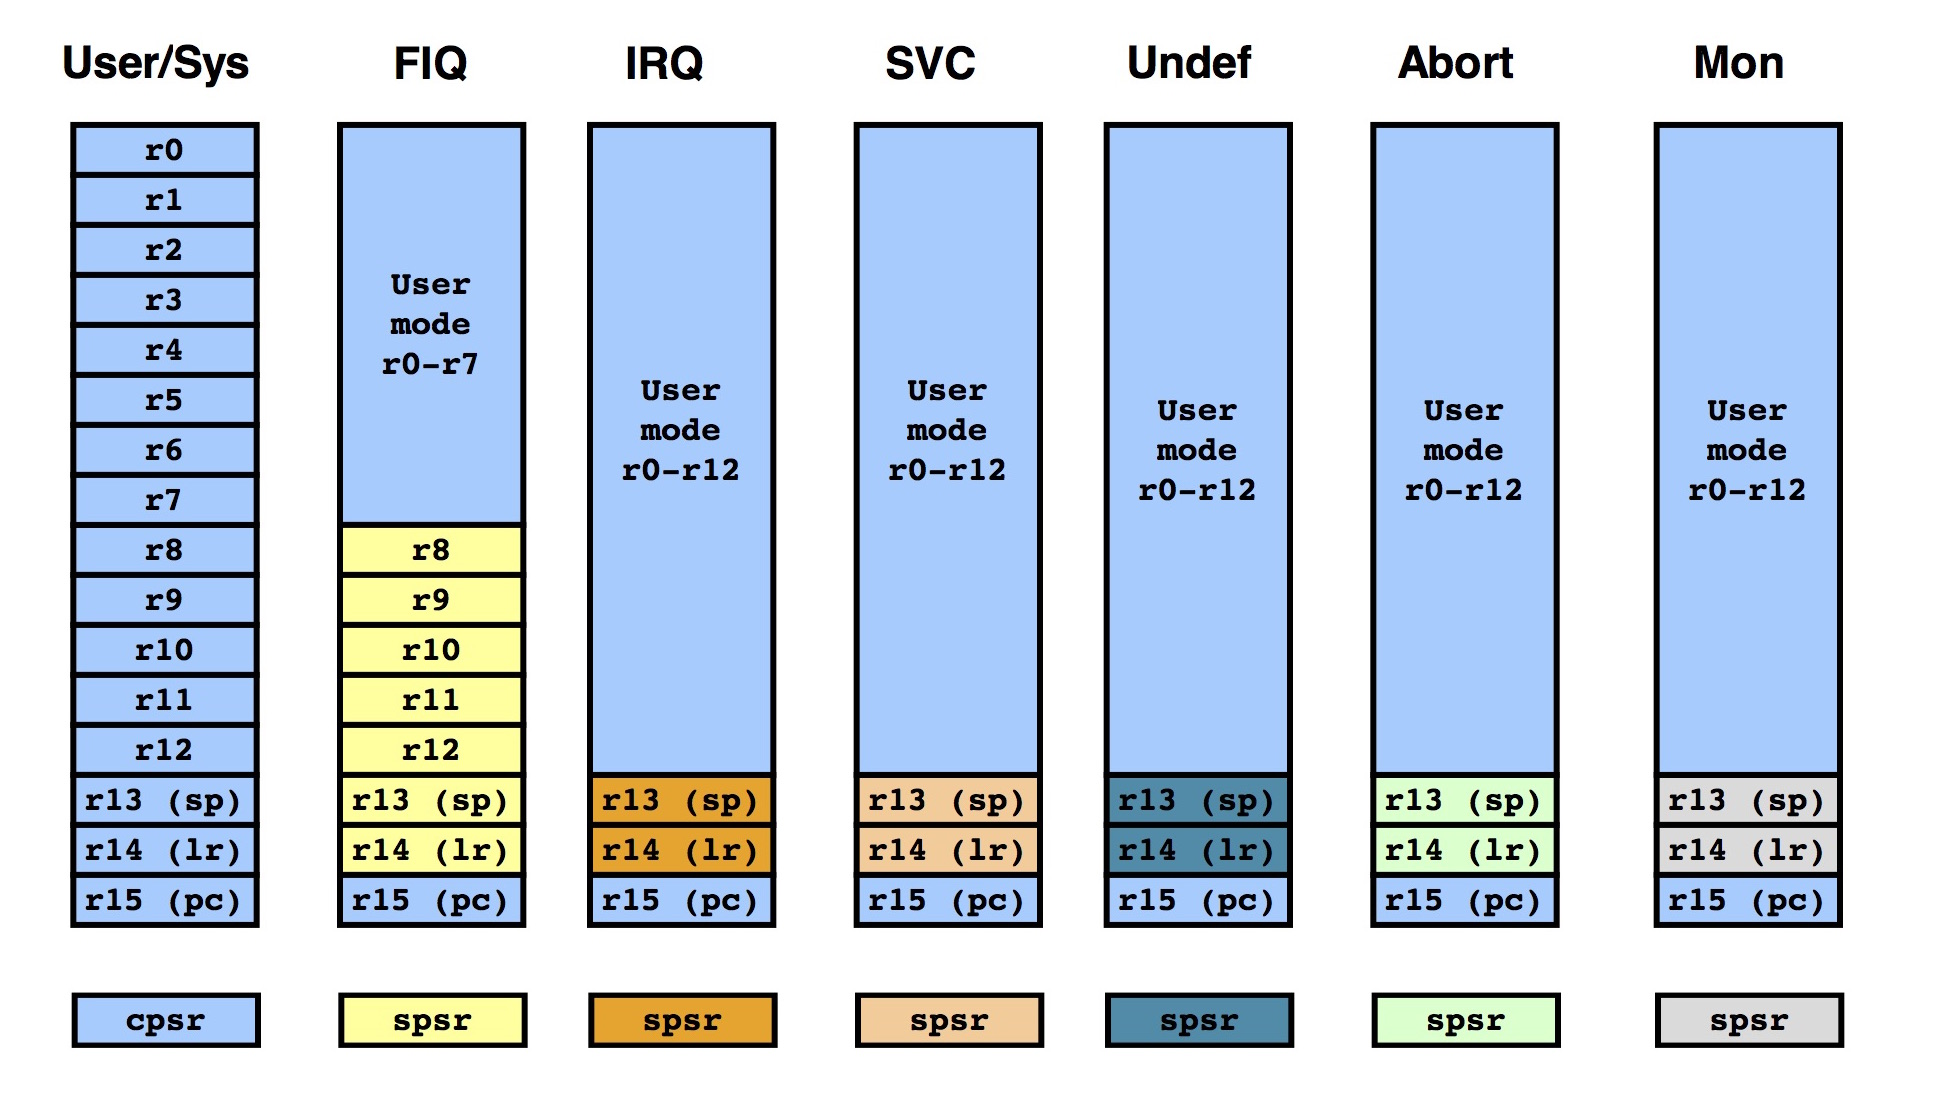 User/Sys
FIQ
IRQ
SVC
Undef
Abort
Mon
r0
r1
r2
r3
r4
r5
r6
r7
r8
r9
r10
r11
r12
r13 (sp)
r14 (lr)
r15 (pc)
cpsr
User
mode
r0-r7
r8
r9
r10
r11
r12
r13 (sp)
r14 (lr)
r15 (pc)
spsr
User
mode
r0-r12
r13 (sp)
r14 (lr)
r15 (pc)
spsr
User
mode
r0-r12
r13 (sp)
r14 (lr)
r15 (pc)
spsr
User
mode
r0-r12
r13 (sp)
r14 (lr)
r15 (pc)
spsr
User
mode
r0-r12
r13 (sp)
r14 (lr)
r15 (pc)
spsr
User
mode
r0-r12
r13 (sp)
r14 (lr)
r15 (pc)
spsr